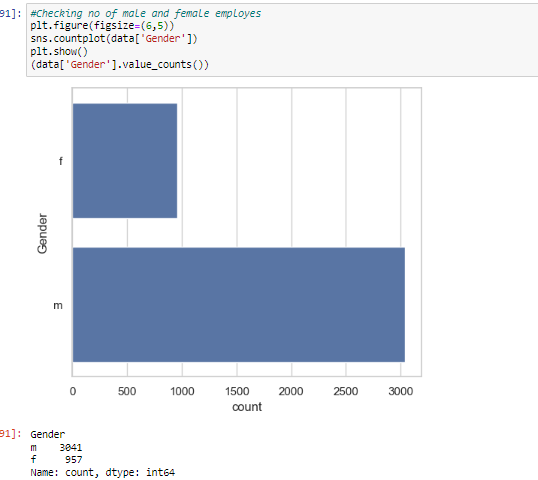 91]: #Checking no of male and female employes
plt.figure(figsize=(6,5))
sns.countplot(data['Gender'])
plt.show()
(data['Gender'].value_counts())
f
Gender
m
0 500 1000 1500 2000 2500 3000
count
91]: Gender
m 3041
f 957
Name: count, dtype: int64